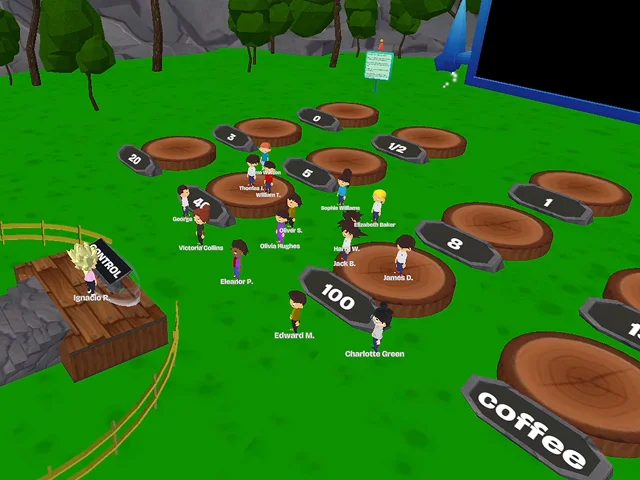 0
3
1/2
20
5
Thomas J.
William T.
40
1
Sophie Williams
George
Elizabeth Baker
Oliver S.
Victoria Collins
Olivia Hughes
8
Jack B.
James D.
Eleanor P.
CONTROL
Ignacio R.
100
Edward M.
Charlotte Green
coffee